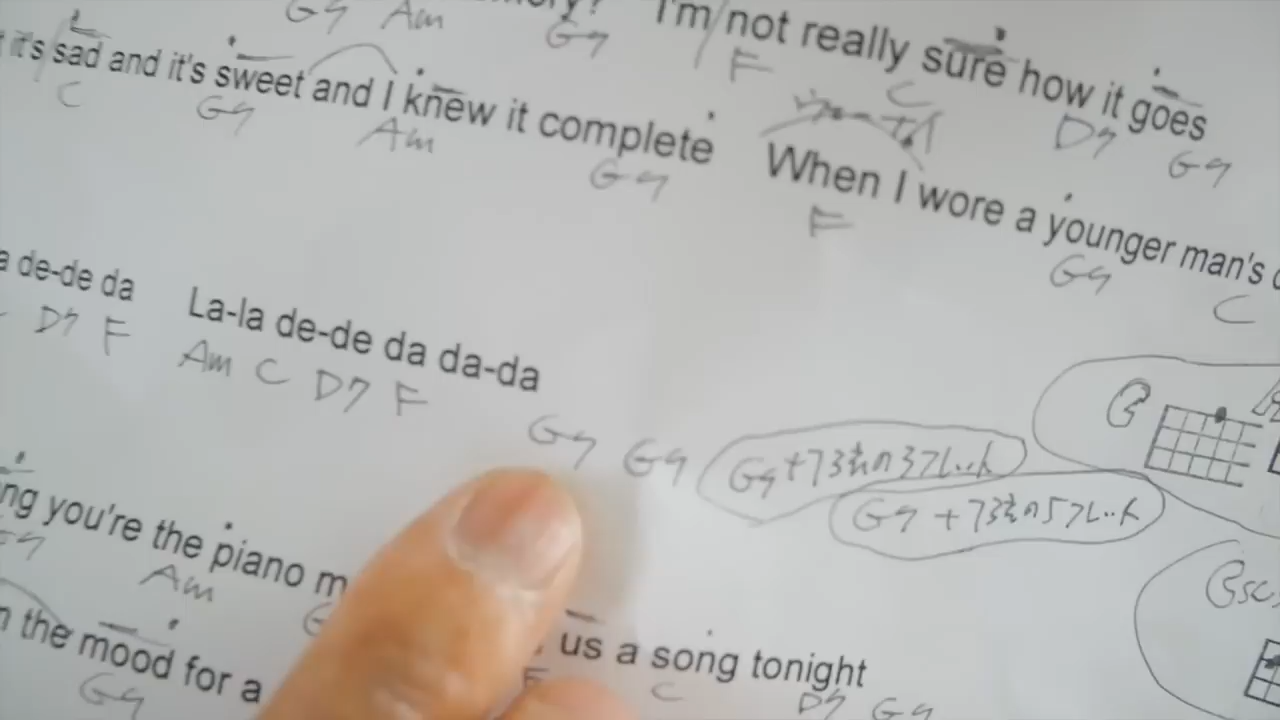 G7 Am G7
I'm not really sure how it goes
F C D7 G7
it's sad and it's sweet and I knew it complete When I wore a younger man's
C G7 Am G7 F G7 C
de-de da La-la de-de da da-da
D7 F Am C D7 F
G7 G7 G7+73弦の3フレット
G7+73弦の5フレット
you're the piano
G7 Am
the mood for a us a song tonight
G7 C D7 G7